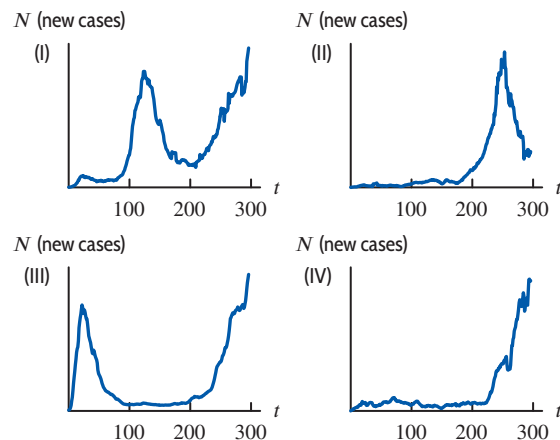 N (new cases) N (new cases)
(I) (II)
t t
100 200 300 100 200 300
N (new cases) N (new cases)
(III) (IV)
t t
100 200 300 100 200 300